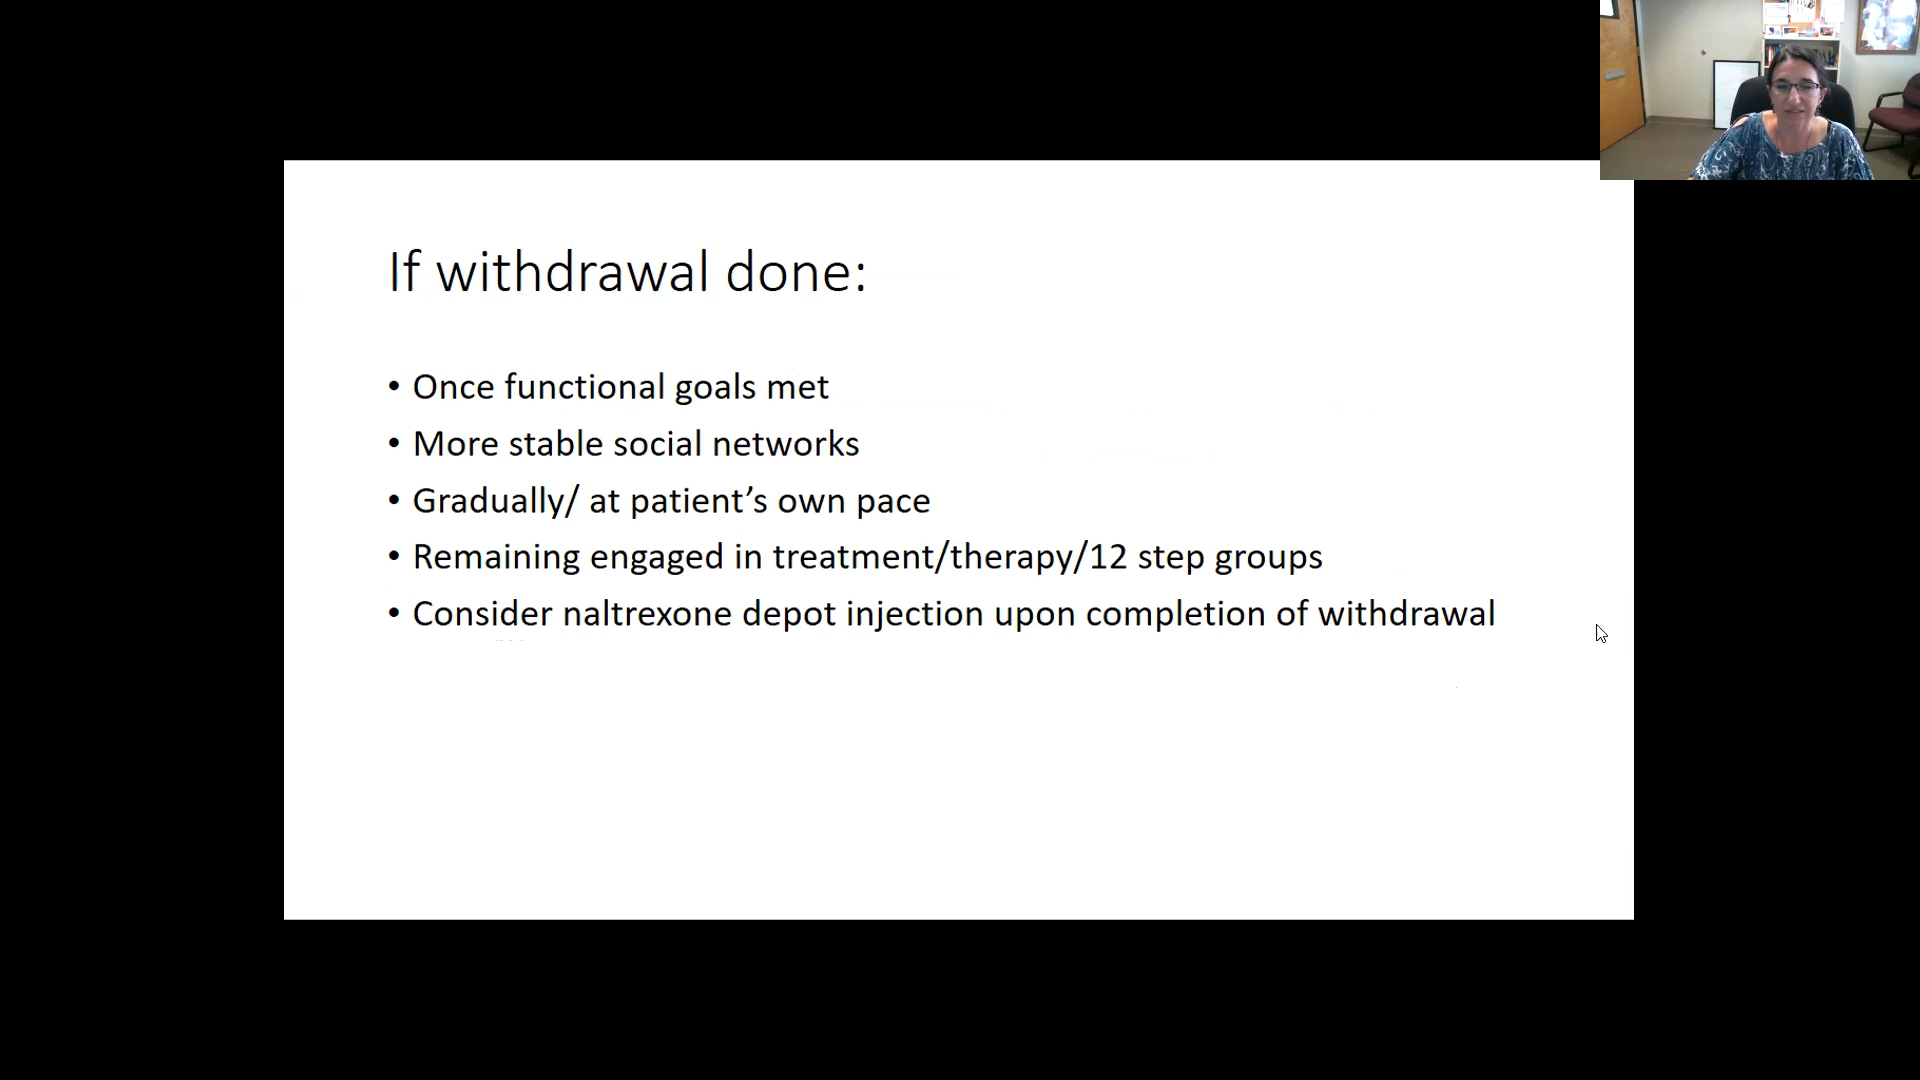 If withdrawal done:
• Once functional goals met
• More stable social networks
• Gradually/ at patient’s own pace
• Remaining engaged in treatment/therapy/12 step groups
• Consider naltrexone depot injection upon completion of withdrawal